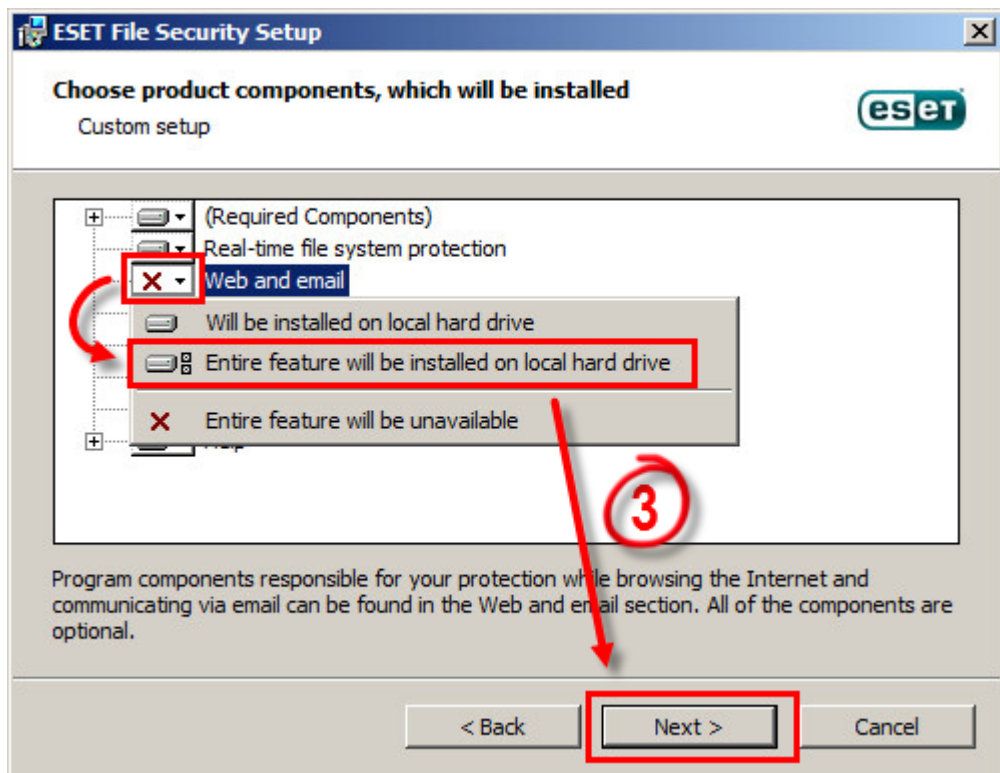 ESET File Security Setup
Choose product components, which will be installed
Custom setup
eset
(Required Components)
Real-time file system protection
Web and email
Will be installed on local hard drive
Entire feature will be installed on local hard drive
Entire feature will be unavailable
3
Program components responsible for your protection while browsing the Internet and
communicating via email can be found in the Web and email section. All of the components are
optional.
< Back
Next >
Cancel